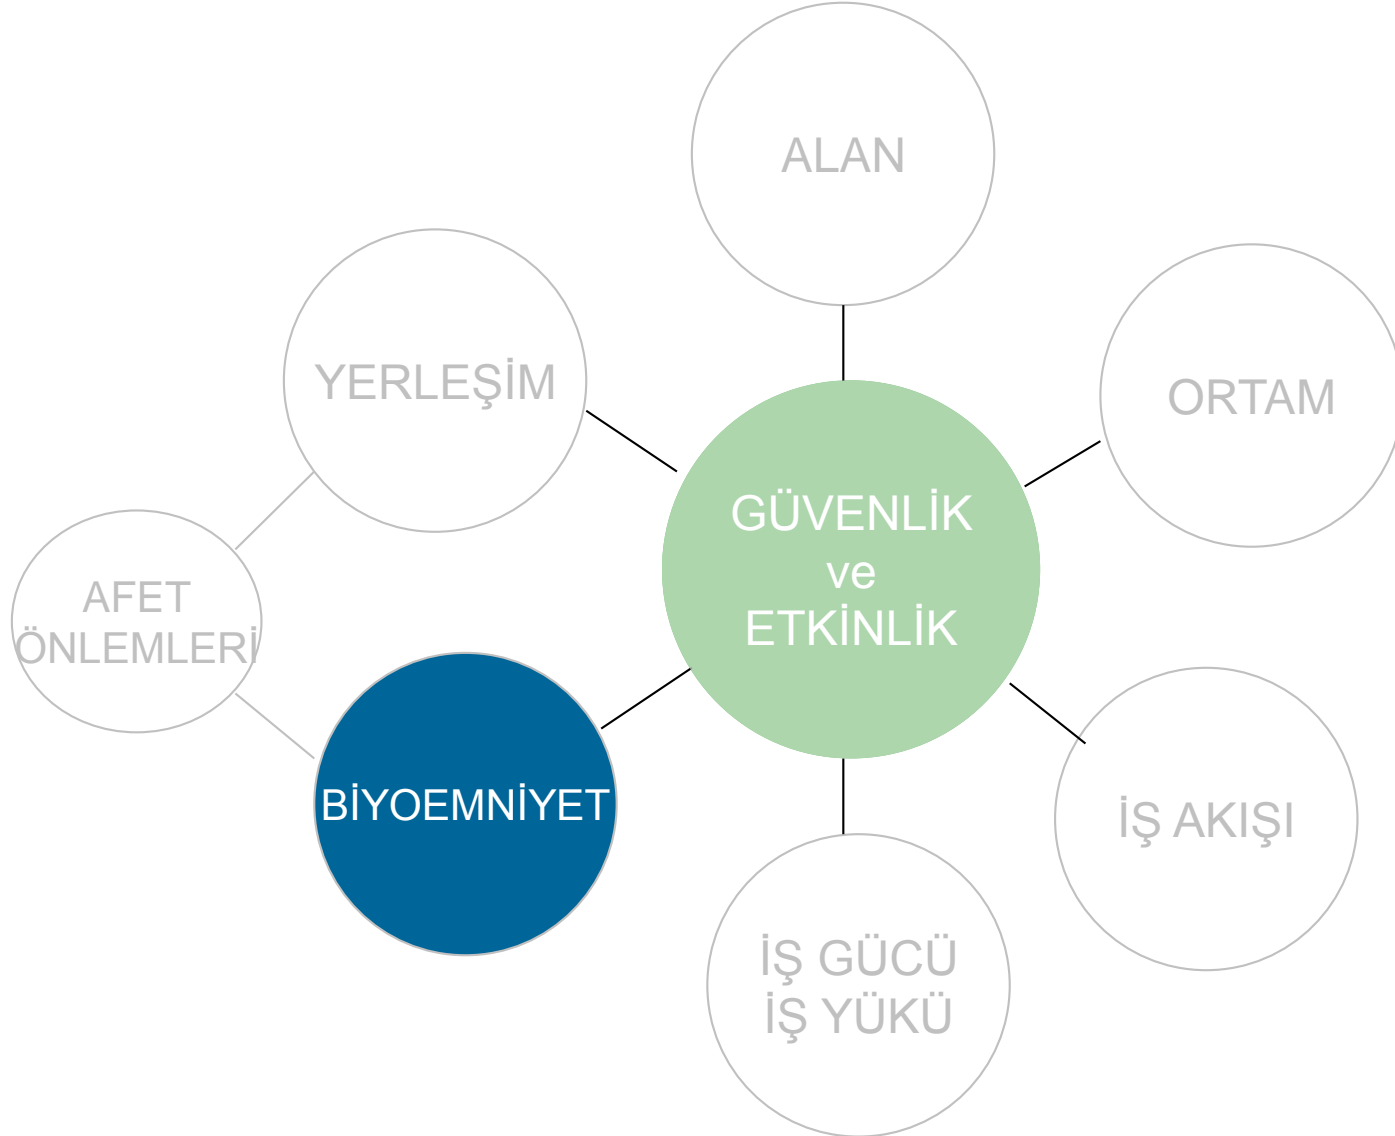 ALAN
YERLEŞİM
ORTAM
GÜVENLİK
ve
ETKİNLİK
AFET
ÖNLEMLERİ
BİYOEMNİYET
İŞ AKIŞI
İŞ GÜCÜ
İŞ YÜKÜ